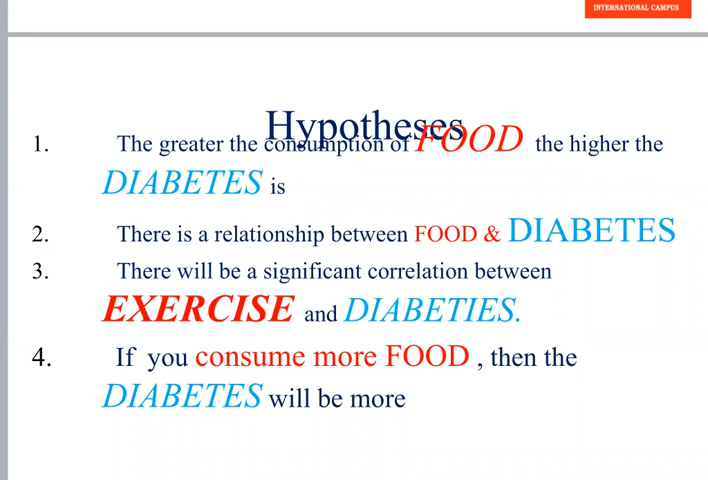 INTERNATIONAL CAMPUS
Hypotheses
1. The greater the consumption of FOOD the higher the
DIABETES is
2. There is a relationship between FOOD & DIABETES
3. There will be a significant correlation between
EXERCISE and DIABETIES.
4. If you consume more FOOD , then the
DIABETES will be more